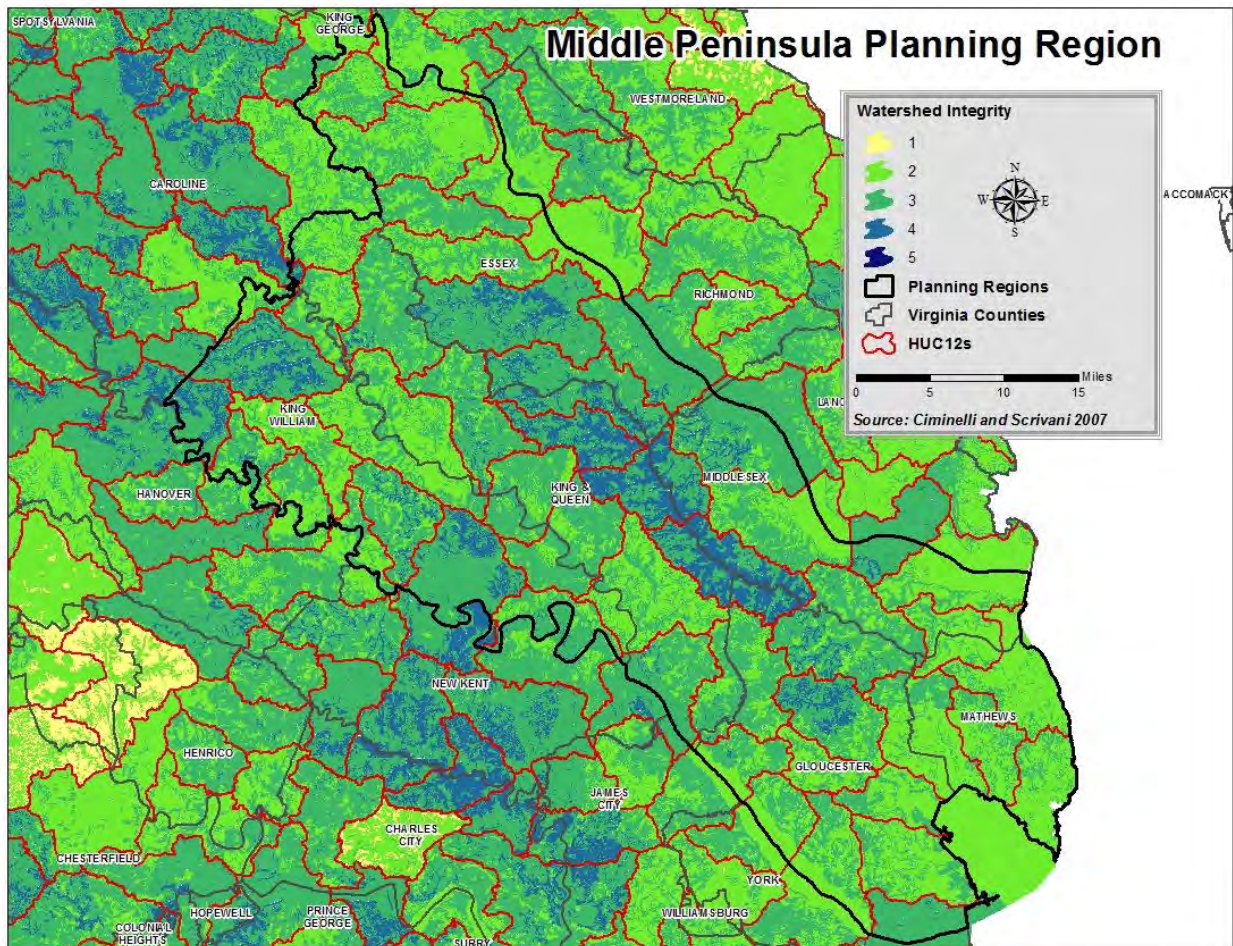 Middle Peninsula Planning Region
SPOTSYLVANIA
KING
GEORGE
WESTMORELAND
CAROLINE
ESSEX
RICHMOND
KING
WILLIAM
HANOVER
KING &
QUEEN
MIDDLESEX
LANC
NEW KENT
MATHEWS
HENRICO
GLOUCESTER
JAMES
CITY
CHARLES
CITY
CHESTERFIELD
YORK
HOPEWELL
PRINCE
GEORGE
WILLIAMSBURG
COLONIAL
HEIGHTS
SURRY
ACCOMACK
Watershed Integrity
1
2
3
4
5
N
W
E
S
Planning Regions
Virginia Counties
HUC12s
Miles
0 5 10 15
Source: Ciminelli and Scrivani 2007